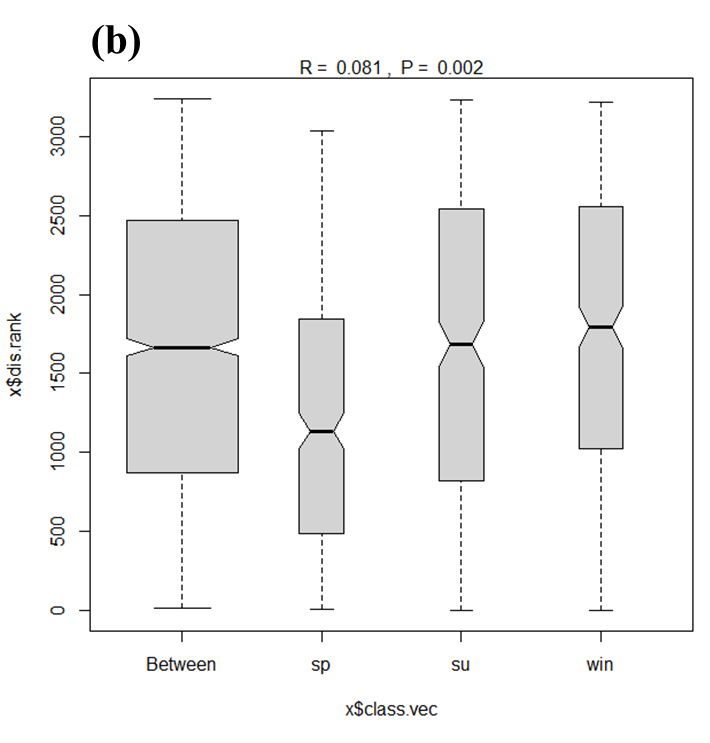 (b)
R = 0.081 , P = 0.002
3000
2500
2000
1500
1000
500
0
x$dis.rank
Between sp su win
x$class.vec